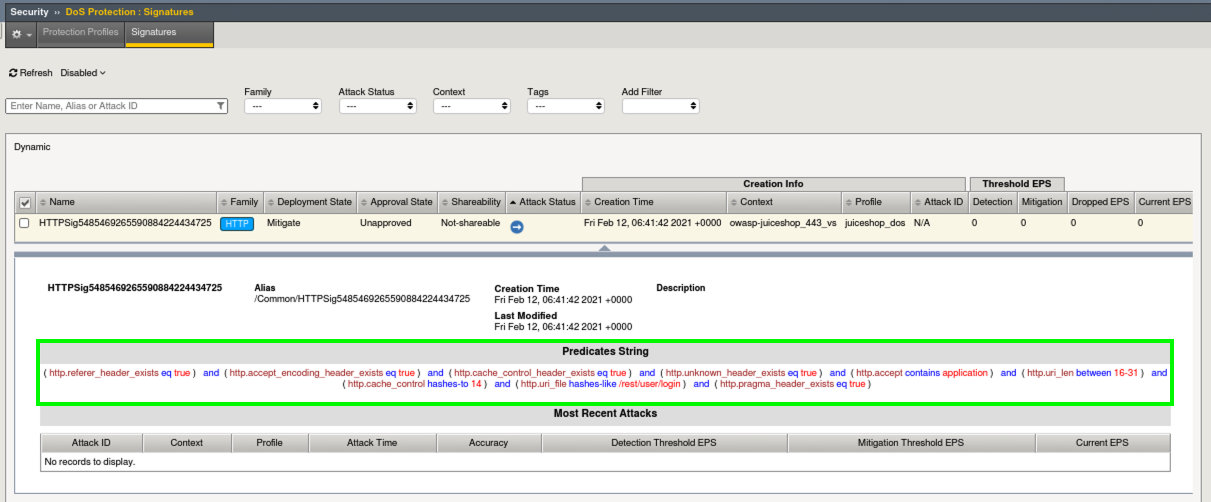 Security ›› DoS Protection : Signatures
Protection Profiles Signatures
Refresh Disabled
Family Attack Status Context Tags Add Filter
Enter Name, Alias or Attack ID --- --- --- ---
Dynamic
Creation Info Threshold EPS
Name Family Deployment State Approval State Shareability Attack Status Creation Time Context Profile Attack ID Detection Mitigation Dropped EPS Current EPS
HTTPSig5485469265590884224434725 HTTP Mitigate Unapproved Not-shareable Fri Feb 12, 06:41:42 2021 +0000 owasp-juiceshop_443_vs juiceshop_dos N/A 0 0 0 0
HTTPSig5485469265590884224434725 Alias Creation Time Description
/Common/HTTPSig5485469265590884224434725 Fri Feb 12, 06:41:42 2021 +0000
Last Modified
Fri Feb 12, 06:41:42 2021 +0000
Predicates String
( http.referer_header_exists eq true ) and ( http.accept_encoding_header_exists eq true ) and ( http.cache_control_header_exists eq true ) and ( http.unknown_header_exists eq true ) and ( http.accept contains application ) and ( http.uri_len between 16-31 ) and
( http.cache_control hashes-to 14 ) and ( http.uri_file hashes-like /rest/user/login ) and ( http.pragma_header_exists eq true )
Most Recent Attacks
Attack ID Context Profile Attack Time Accuracy Detection Threshold EPS Mitigation Threshold EPS Current EPS
No records to display.